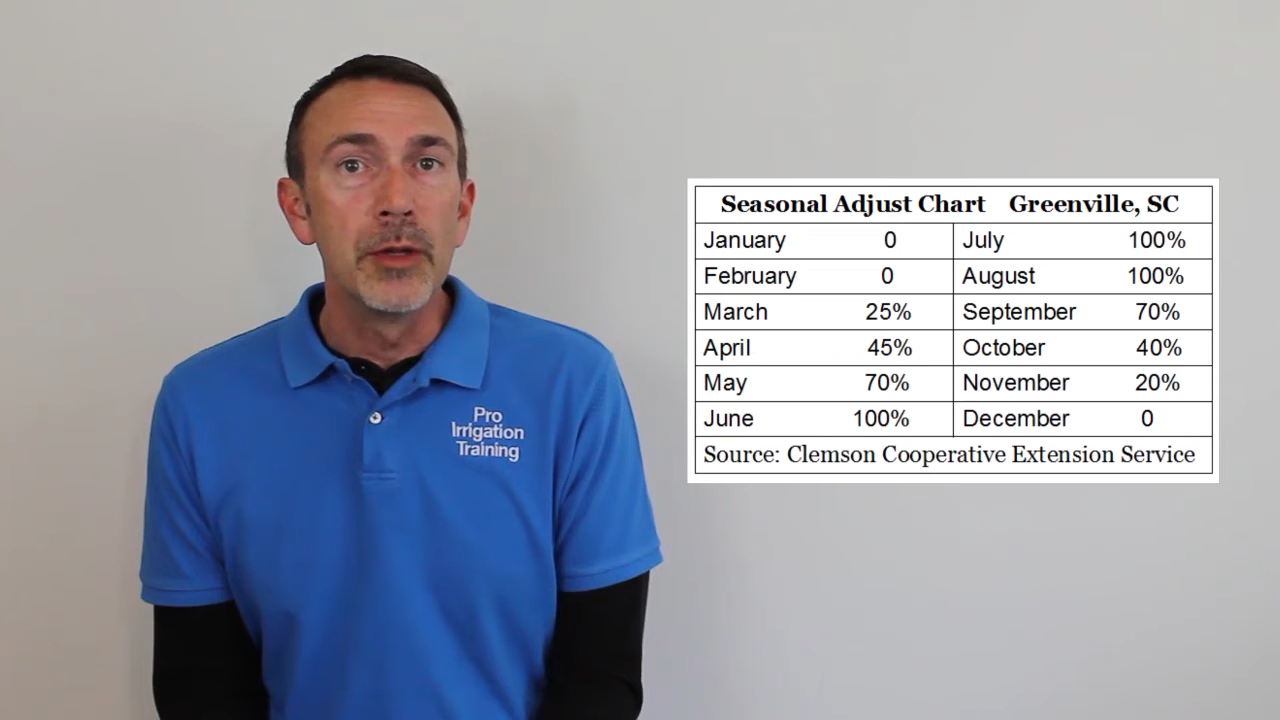 Pro
Irrigation
Training
Seasonal Adjust Chart Greenville, SC
January 0 July 100%
February 0 August 100%
March 25% September 70%
April 45% October 40%
May 70% November 20%
June 100% December 0
Source: Clemson Cooperative Extension Service